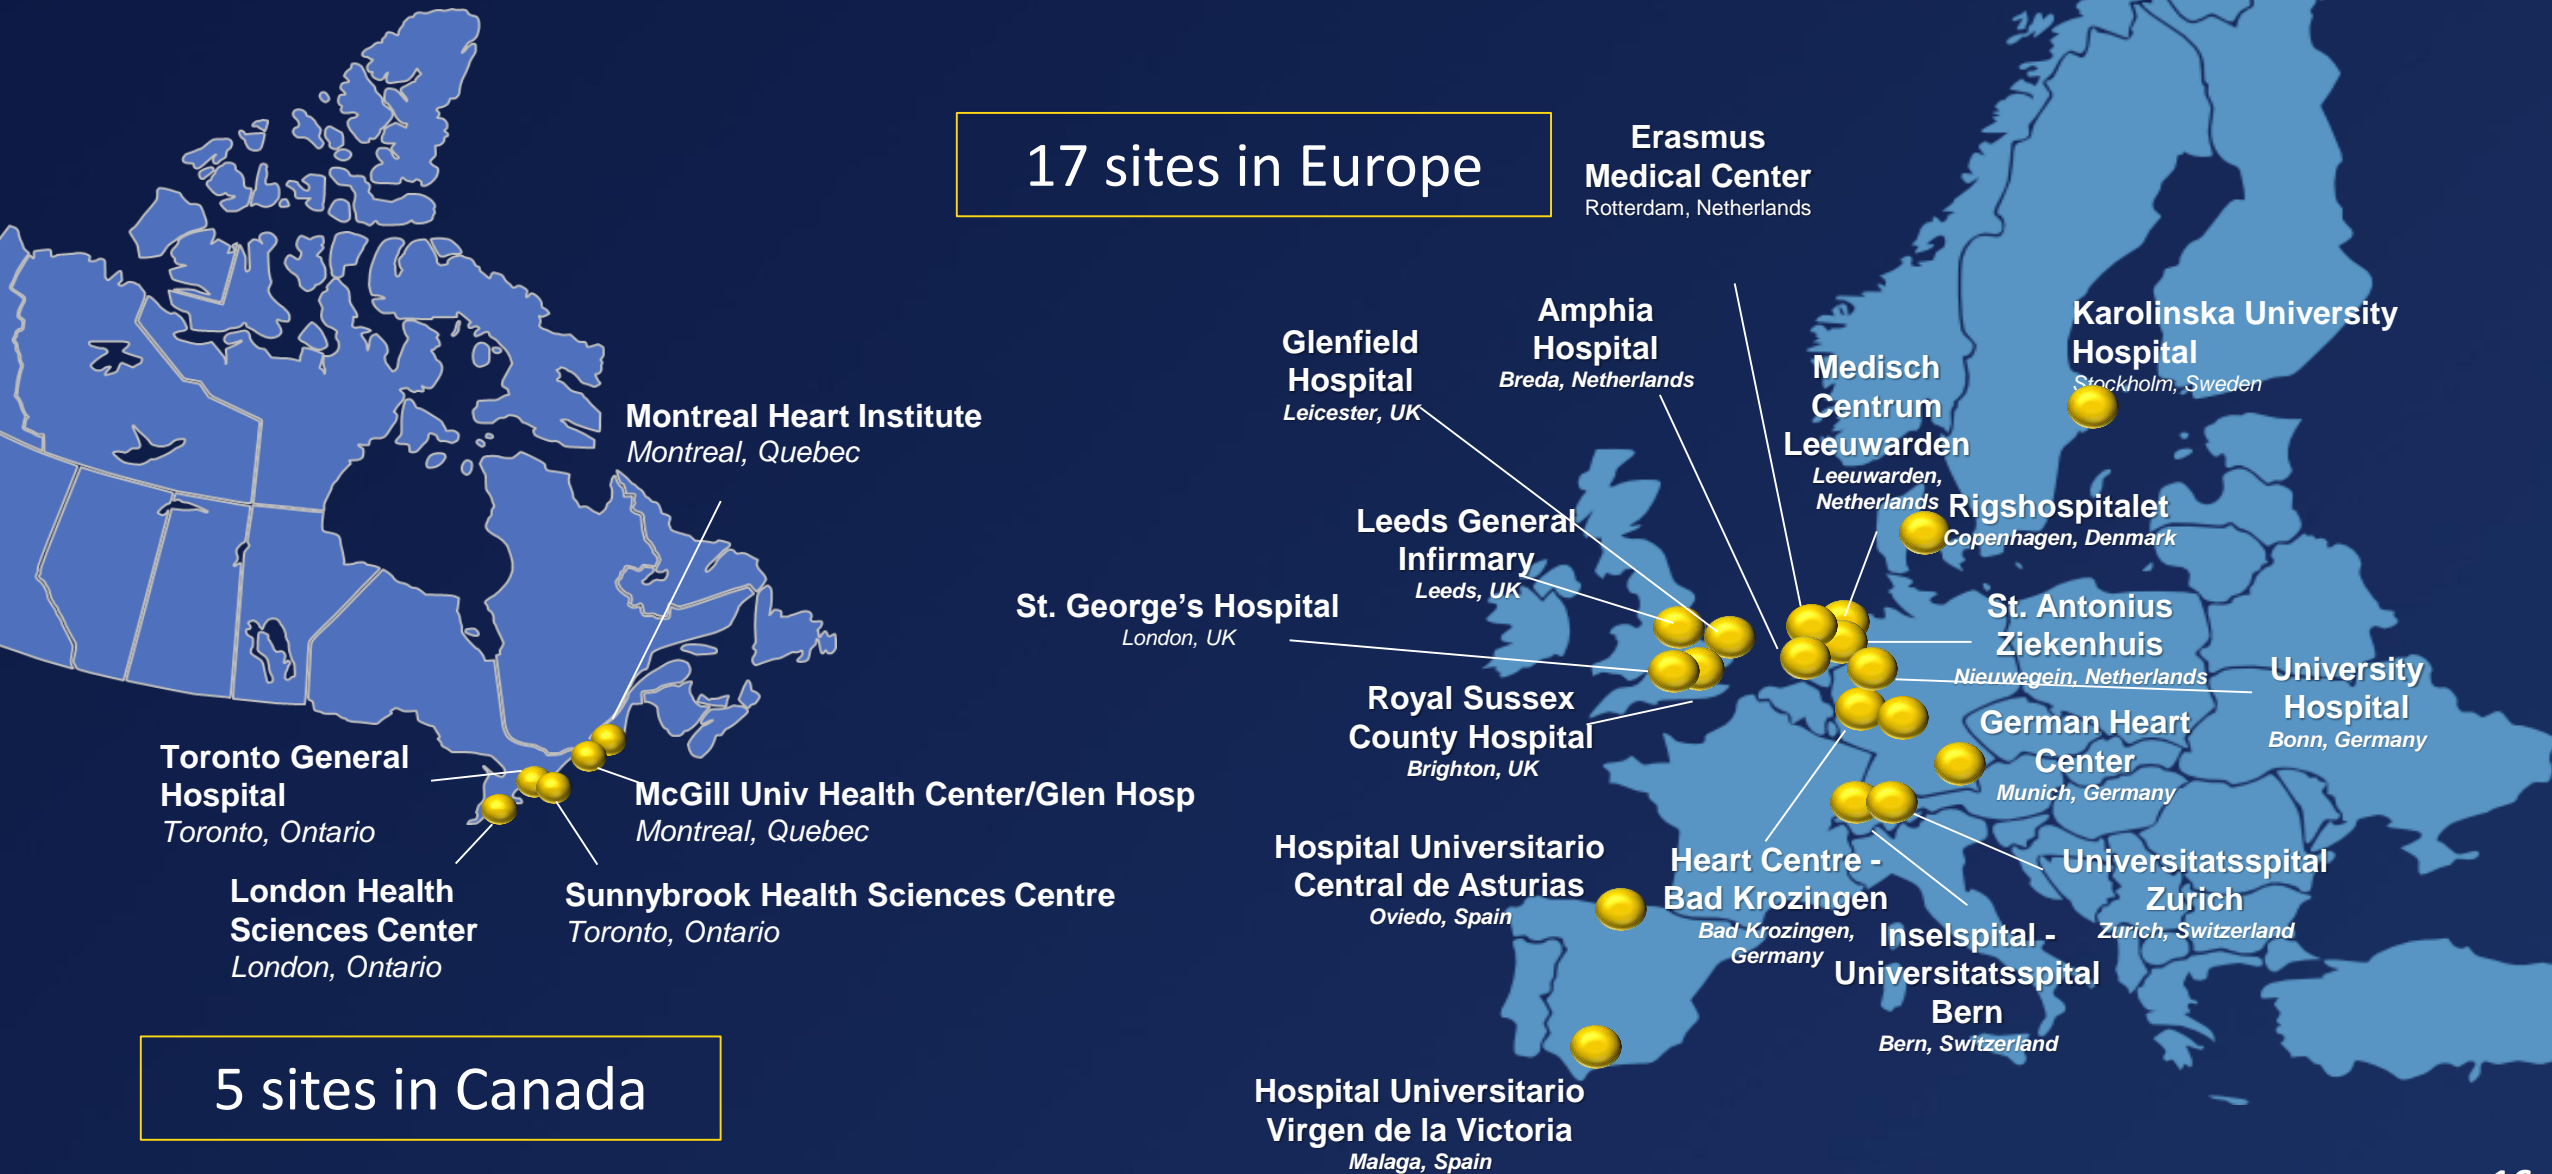 17 sites in Europe
Erasmus
Medical Center
Rotterdam, Netherlands
Amphia
Hospital
Breda, Netherlands
Glenfield
Hospital
Leicester, UK
Medisch
Centrum
Leeuwarden
Leeuwarden,
Netherlands
Karolinska University
Hospital
Stockholm, Sweden
Montreal Heart Institute
Montreal, Quebec
Rigshospitalet
Copenhagen, Denmark
Leeds General
Infirmary
Leeds, UK
St. George’s Hospital
London, UK
St. Antonius
Ziekenhuis
Nieuwegein, Netherlands
University
Hospital
Bonn, Germany
Royal Sussex
County Hospital
Brighton, UK
German Heart
Center
Munich, Germany
Toronto General
Hospital
Toronto, Ontario
McGill Univ Health Center/Glen Hosp
Montreal, Quebec
London Health
Sciences Center
London, Ontario
Sunnybrook Health Sciences Centre
Toronto, Ontario
Hospital Universitario
Central de Asturias
Oviedo, Spain
Heart Centre -
Bad Krozingen
Bad Krozingen,
Germany
Universitatsspital
Zurich
Zurich, Switzerland
Inselspital -
Universitatsspital
Bern
Bern, Switzerland
5 sites in Canada
Hospital Universitario
Virgen de la Victoria
Malaga, Spain